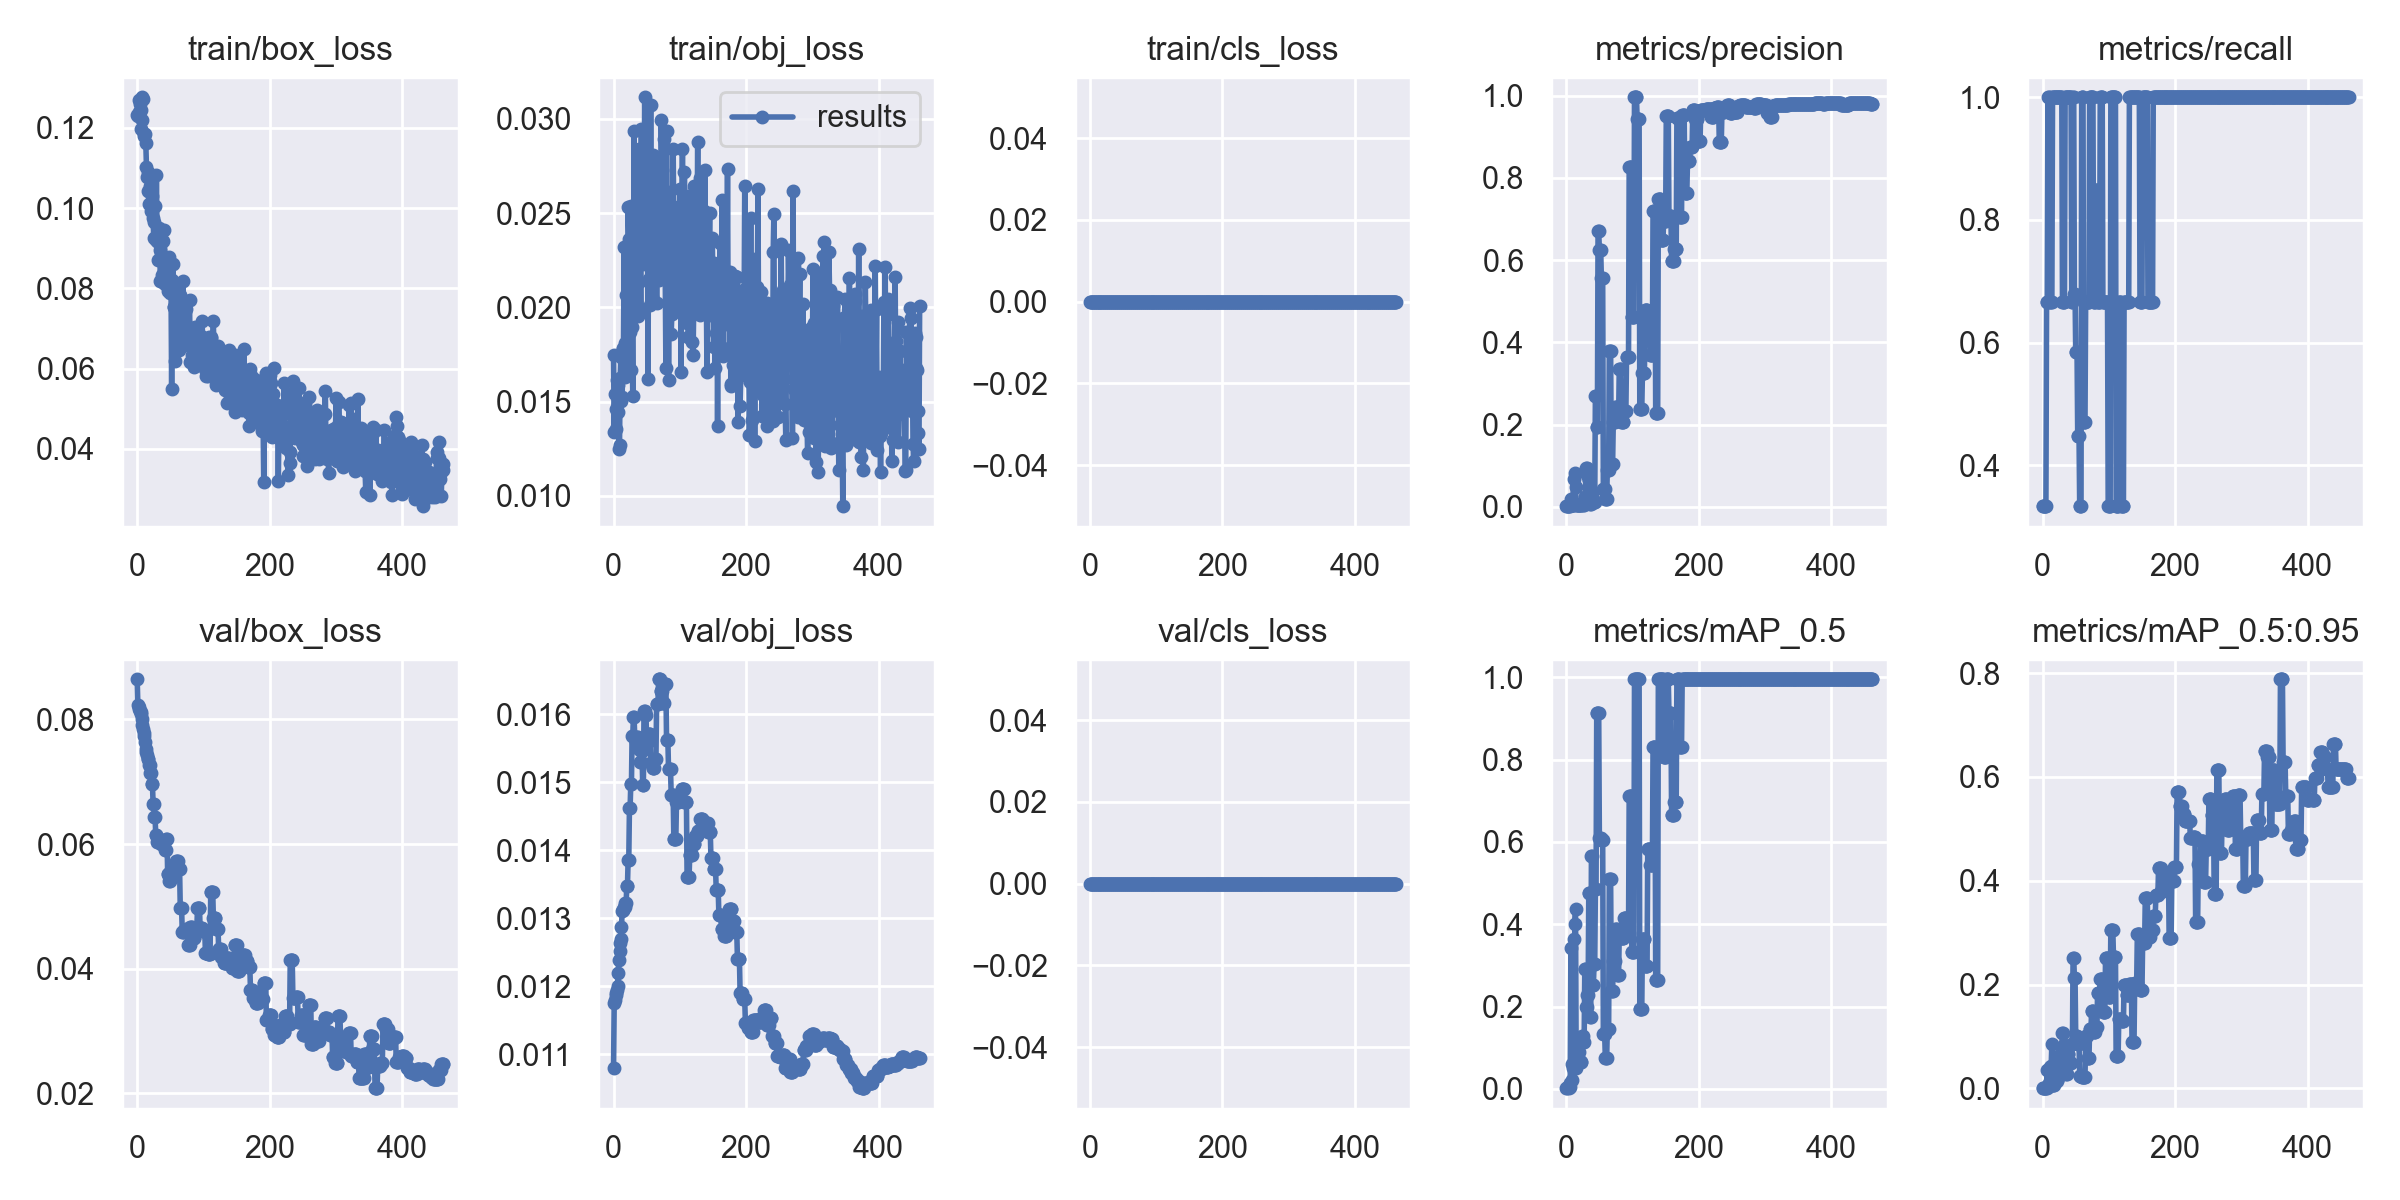 train/box_loss
0.12
0.10
0.08
0.06
0.04
0 200 400
train/obj_loss
results
0.030
0.025
0.020
0.015
0.010
0 200 400
train/cls_loss
0.04
0.02
0.00
−0.02
−0.04
0 200 400
metrics/precision
1.0
0.8
0.6
0.4
0.2
0.0
0 200 400
metrics/recall
1.0
0.8
0.6
0.4
0 200 400
val/box_loss
0.08
0.06
0.04
0.02
0 200 400
val/obj_loss
0.016
0.015
0.014
0.013
0.012
0.011
0 200 400
val/cls_loss
0.04
0.02
0.00
−0.02
−0.04
0 200 400
metrics/mAP_0.5
1.0
0.8
0.6
0.4
0.2
0.0
0 200 400
metrics/mAP_0.5:0.95
0.8
0.6
0.4
0.2
0.0
0 200 400